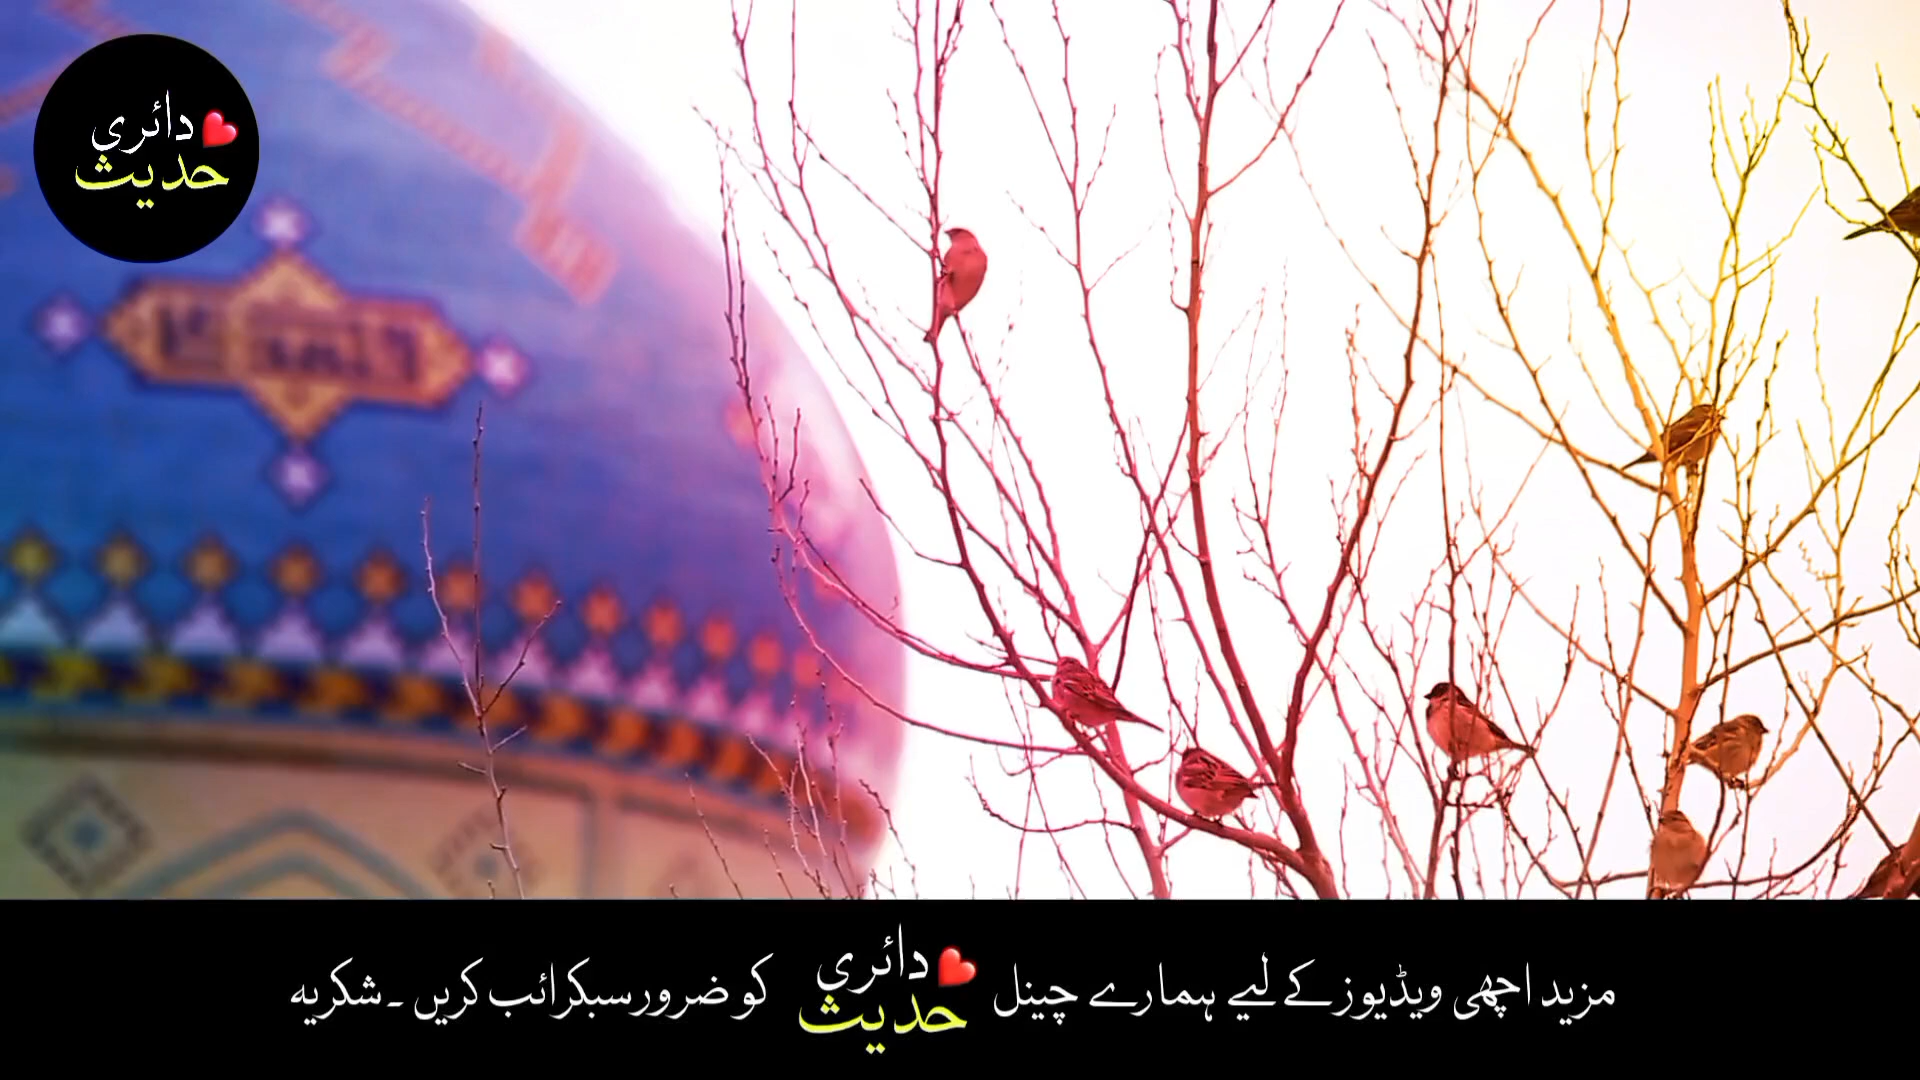 دائری
حدیث
مزید اچھی ویڈیوز کے لیے ہمارے چینل دائری حدیث کو ضرور سبکرائب کریں ۔ شکریہ